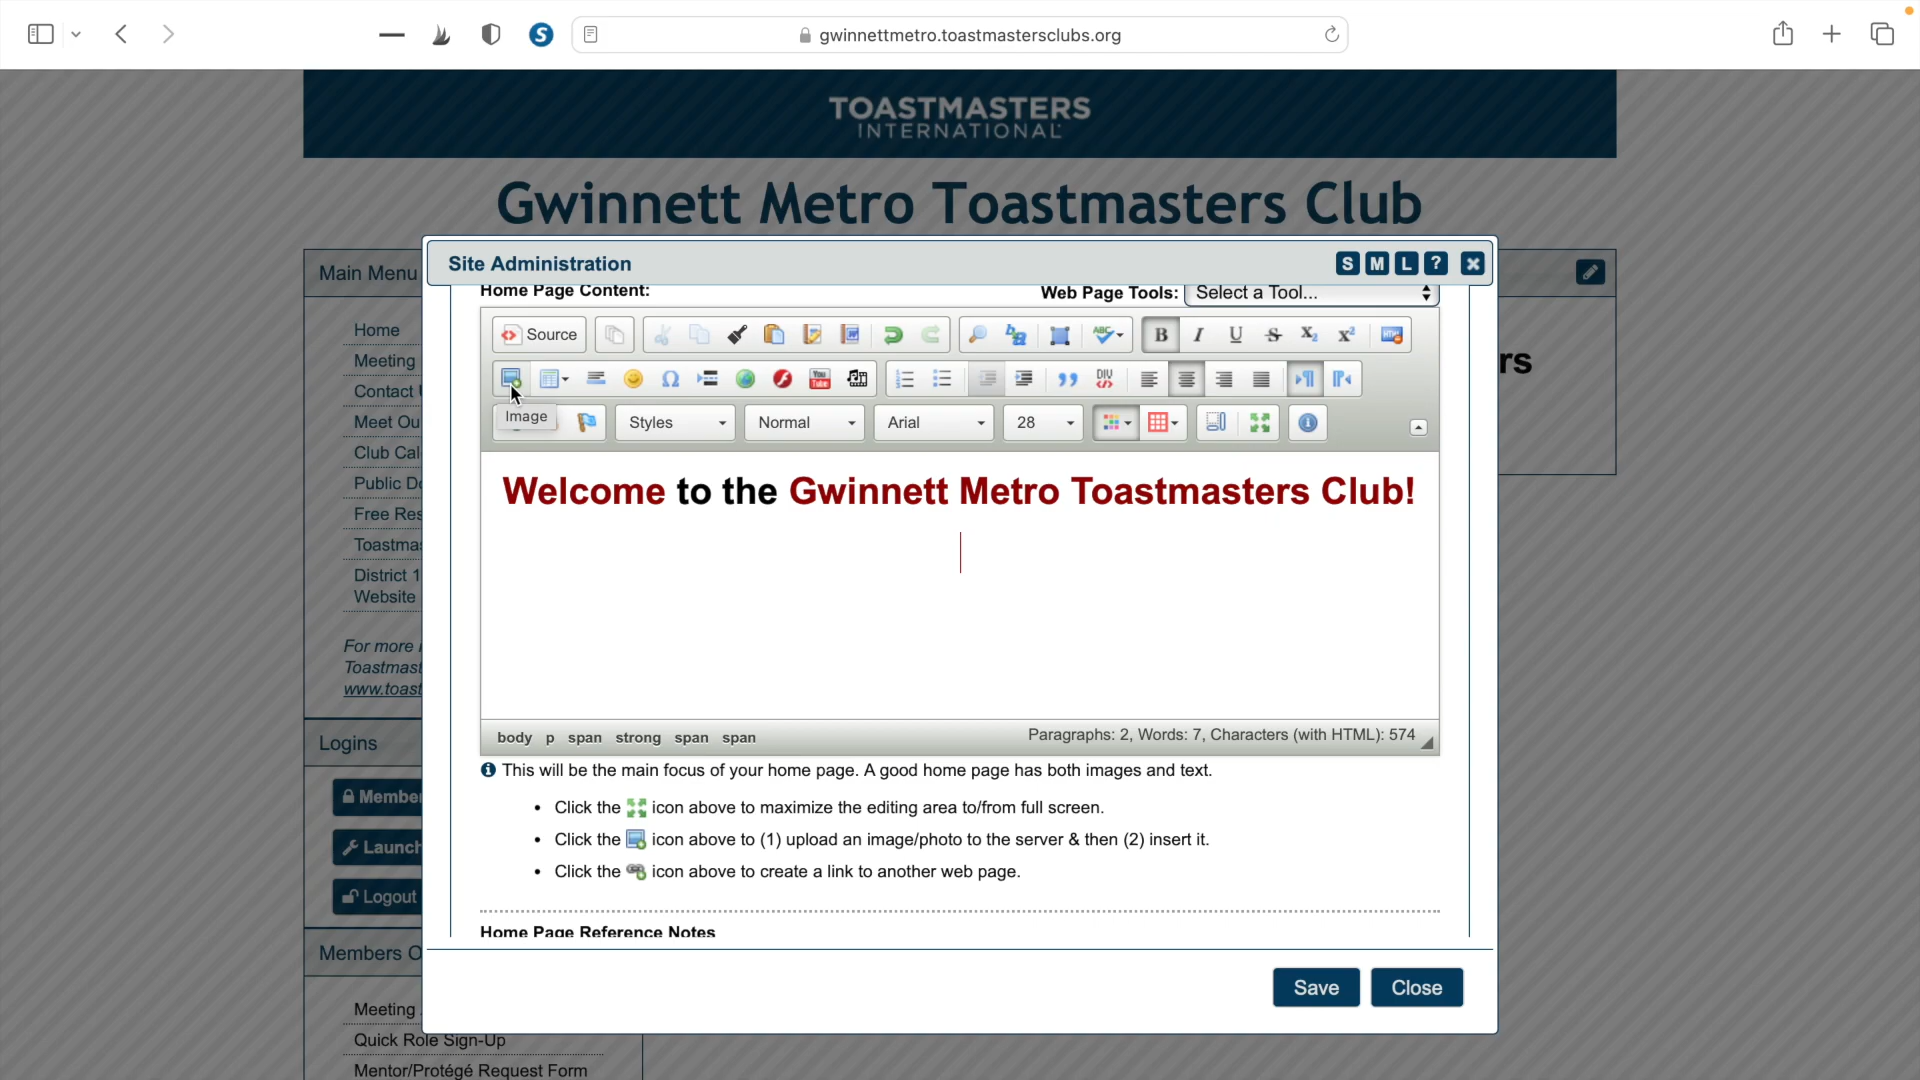 gwinnettmetro.toastmastersclubs.org
TOASTMASTERS
INTERNATIONAL
Gwinnett Metro Toastmasters Club
Main Menu
Home
Meeting
Contact
Meet Ou
Club Cal
Public D
Free Res
Toastma
District 1
Website
For more
Toastmast
www.toast
Logins
Membe
Launch
Logout
Members O
Meeting
Quick Role Sign-Up
Mentor/Protégé Request Form
rs
Site Administration
S M L ?
Home Page Content:
Web Page Tools: Select a Tool...
Source
B I U S X₂ X²
Image
Styles Normal Arial 28
Welcome to the Gwinnett Metro Toastmasters Club!
body p span strong span span
Paragraphs: 2, Words: 7, Characters (with HTML): 574
This will be the main focus of your home page. A good home page has both images and text.
• Click the icon above to maximize the editing area to/from full screen.
• Click the icon above to (1) upload an image/photo to the server & then (2) insert it.
• Click the icon above to create a link to another web page.
Home Page Reference Notes
Save Close